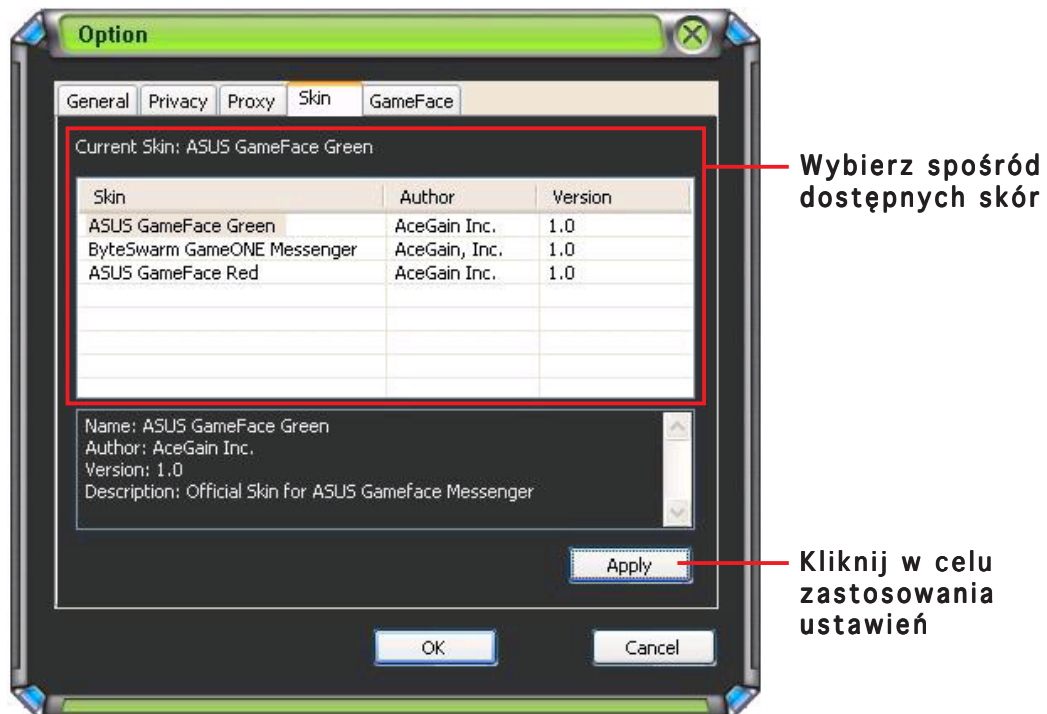 Option
General Privacy Proxy Skin GameFace
Current Skin: ASUS GameFace Green
Skin Author Version
ASUS GameFace Green AceGain Inc. 1.0
ByteSwarm GameONE Messenger AceGain, Inc. 1.0
ASUS GameFace Red AceGain Inc. 1.0
Name: ASUS GameFace Green
Author: AceGain Inc.
Version: 1.0
Description: Official Skin for ASUS Gameface Messenger
Apply
OK Cancel
Wybierz spośród
dostępnych skór
Kliknij w celu
zastosowania
ustawień